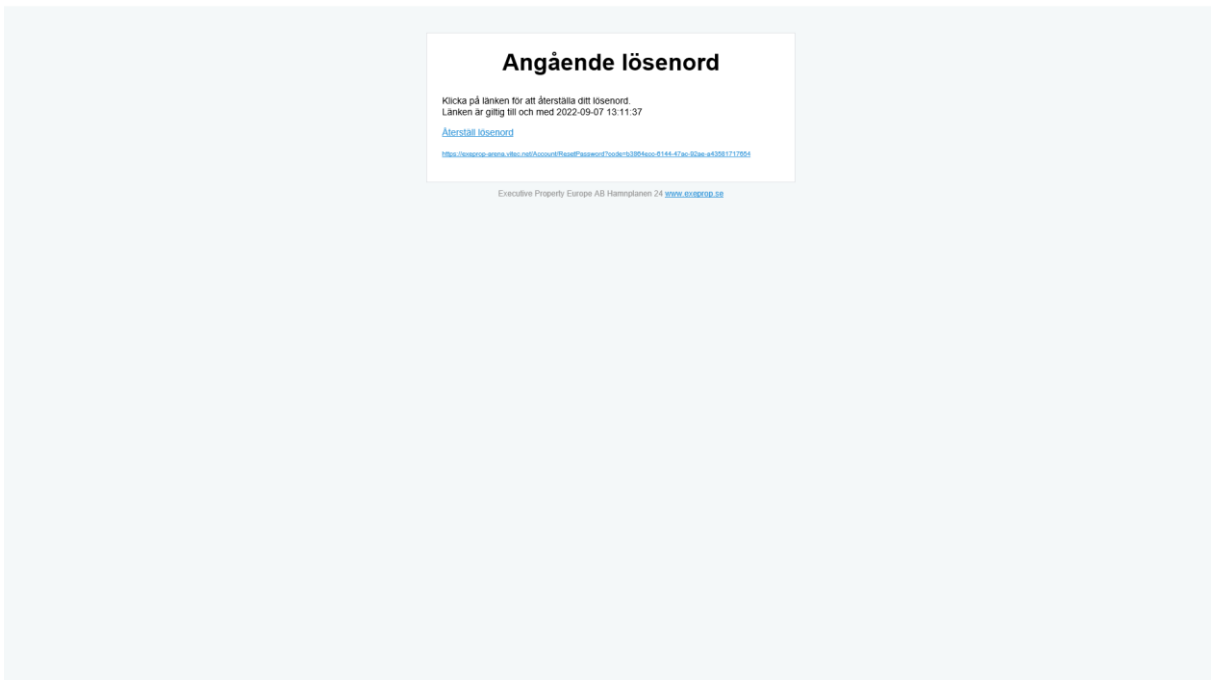 Angående lösenord
Klicka på länken för att återställa ditt lösenord.
Länken är giltig till och med 2022-09-07 13:11:37
Återställ lösenord
Executive Property Europe AB Hamnplanen 24 www.exeprop.se